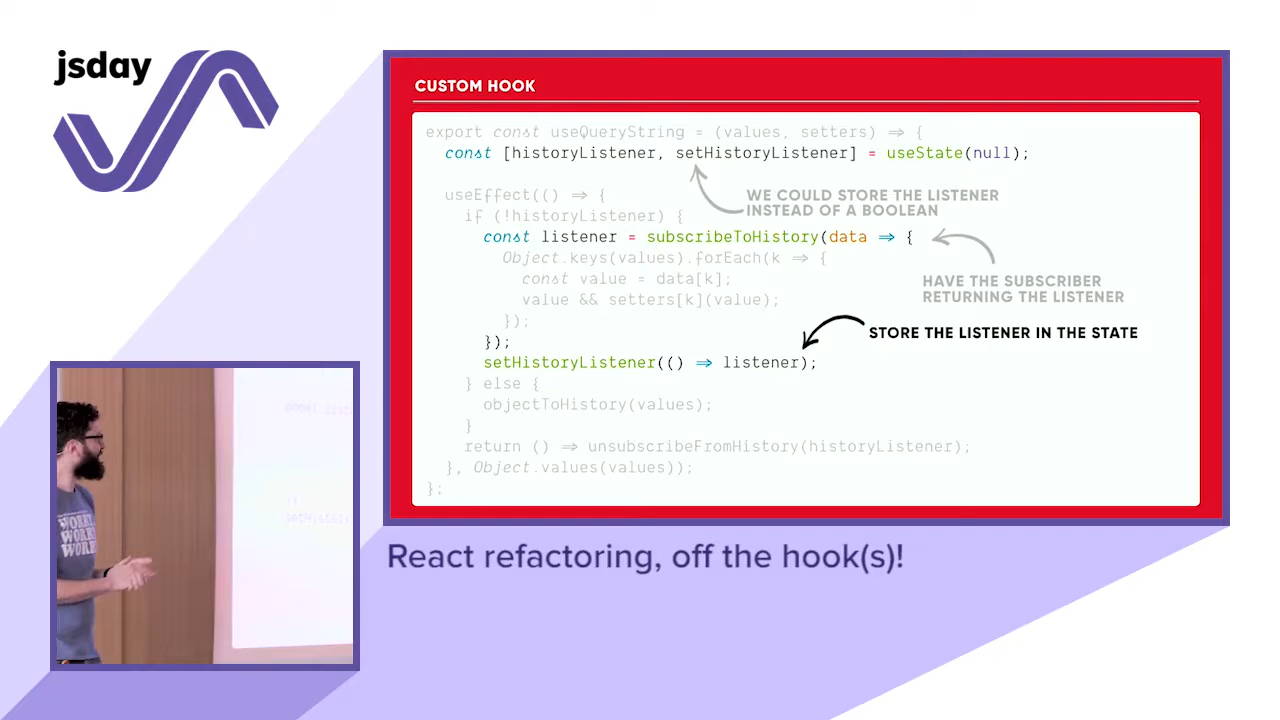 jsday
CUSTOM HOOK
export const useQueryString = (values, setters) => {
const [historyListener, setHistoryListener] = useState(null);
useEffect(() => {
WE COULD STORE THE LISTENER
INSTEAD OF A BOOLEAN
if (!historyListener) {
const listener = subscribeToHistory(data => {
Object.keys(values).forEach(k => {
const value = data[k];
HAVE THE SUBSCRIBER
RETURNING THE LISTENER
value && setters[k](value);
});
STORE THE LISTENER IN THE STATE
});
setHistoryListener(() => listener);
} else {
objectToHistory(values);
}
return () => unsubscribeFromHistory(historyListener);
}, Object.values(values));
};
WORK
WORK
WORK
React refactoring, off the hook(s)!